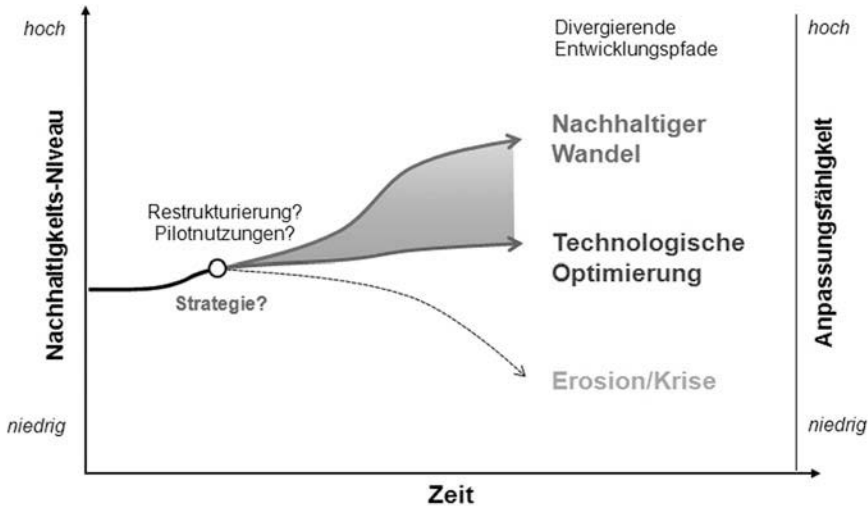 hoch
Divergierende
Entwicklungspfade
hoch
Nachhaltigkeits-Niveau
Nachhaltiger
Wandel
Anpassungsfähigkeit
Restrukturierung?
Pilotnutzungen?
Technologische
Optimierung
Strategie?
Erosion/Krise
niedrig
niedrig
Zeit